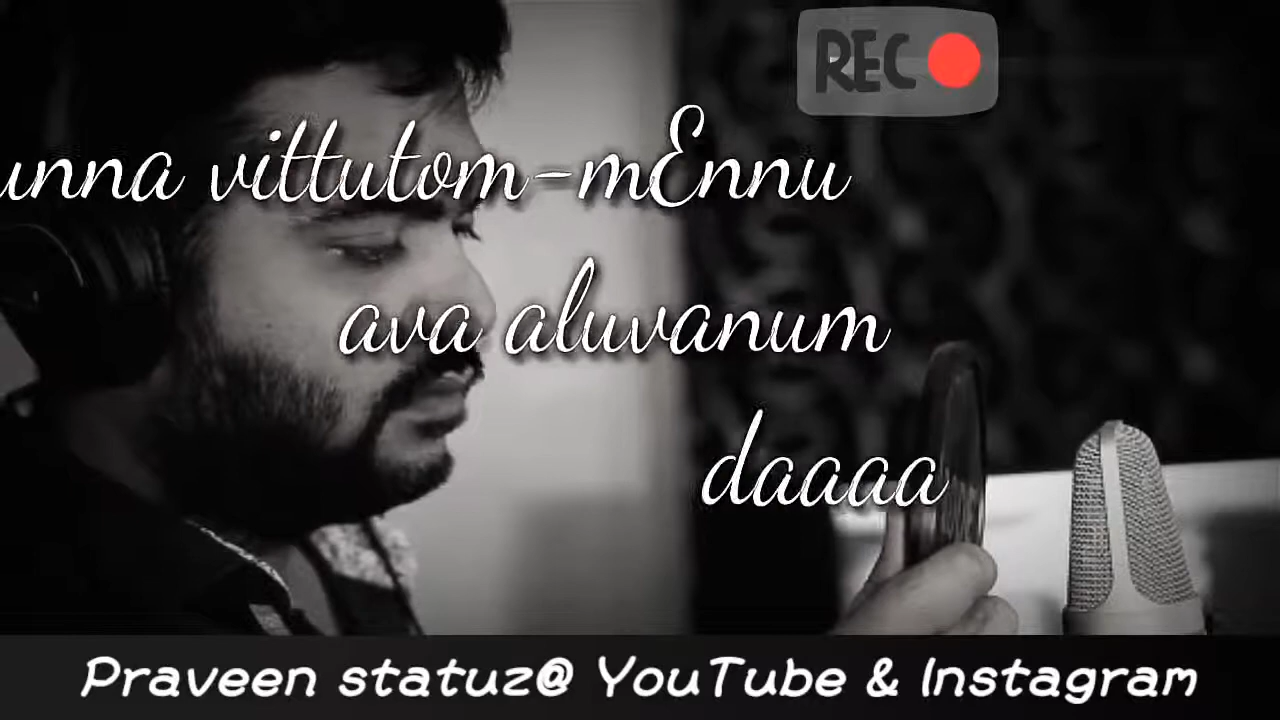 REC
unna vittutom-mEnnu
ava aluvanum
daaaa
Praveen statuz@ YouTube & Instagram